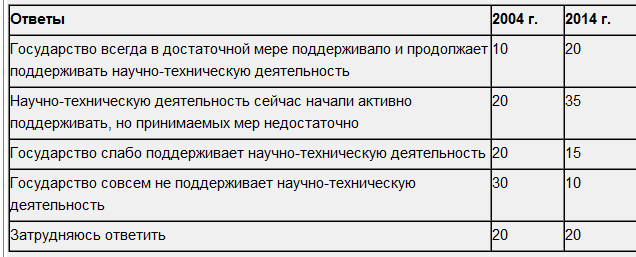 Ответы 2004 г. 2014 г.
Государство всегда в достаточной мере поддерживало и продолжает 10 20
поддерживать научно-техническую деятельность
Научно-техническую деятельность сейчас начали активно 20 35
поддерживать, но принимаемых мер недостаточно
Государство слабо поддерживает научно-техническую деятельность 20 15
Государство совсем не поддерживает научно-техническую 30 10
деятельность
Затрудняюсь ответить 20 20